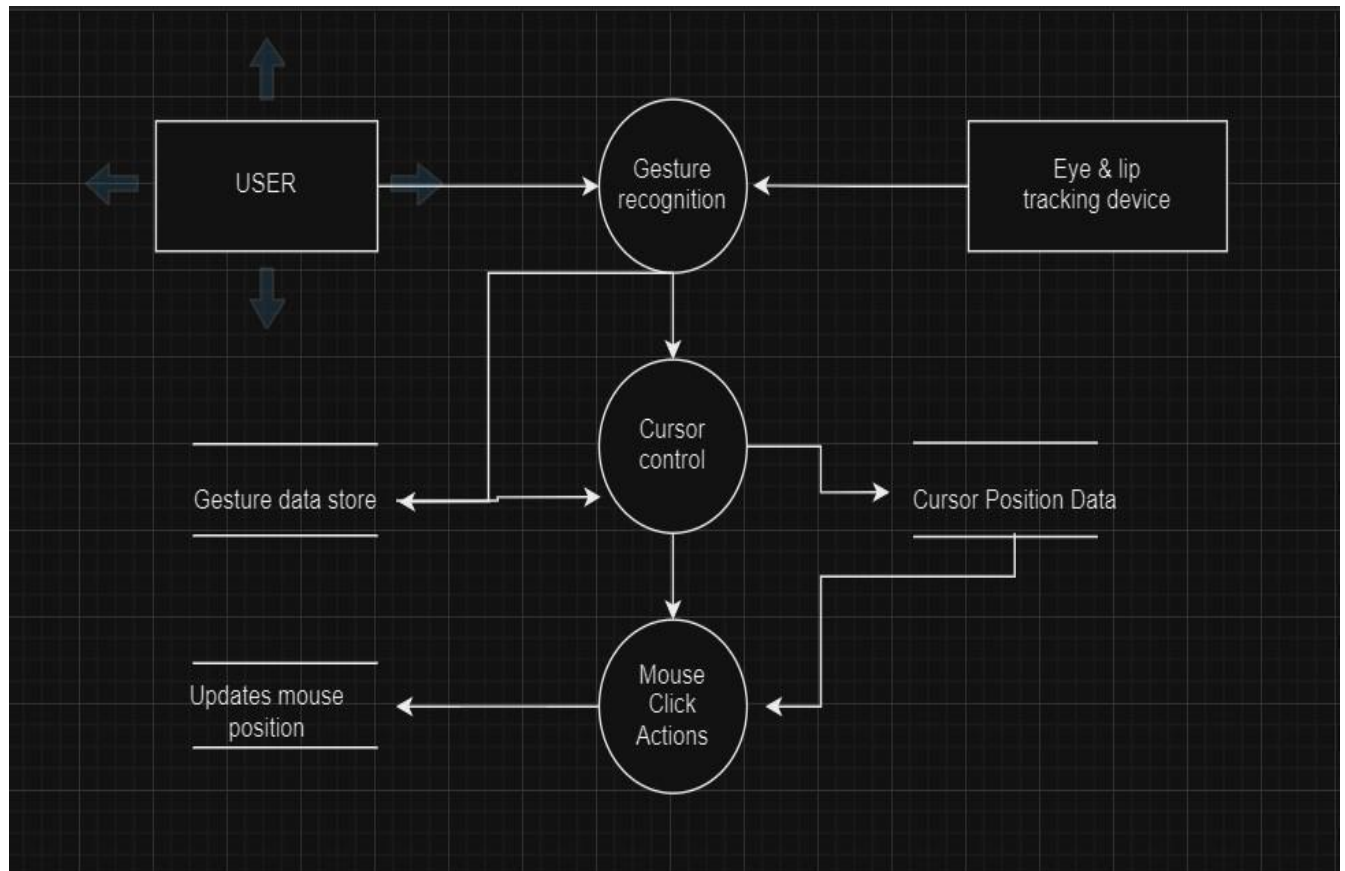 USER
Gesture
recognition
Eye & lip
tracking device
Cursor
control
Gesture data store
Cursor Position Data
Mouse
Click
Actions
Updates mouse
position